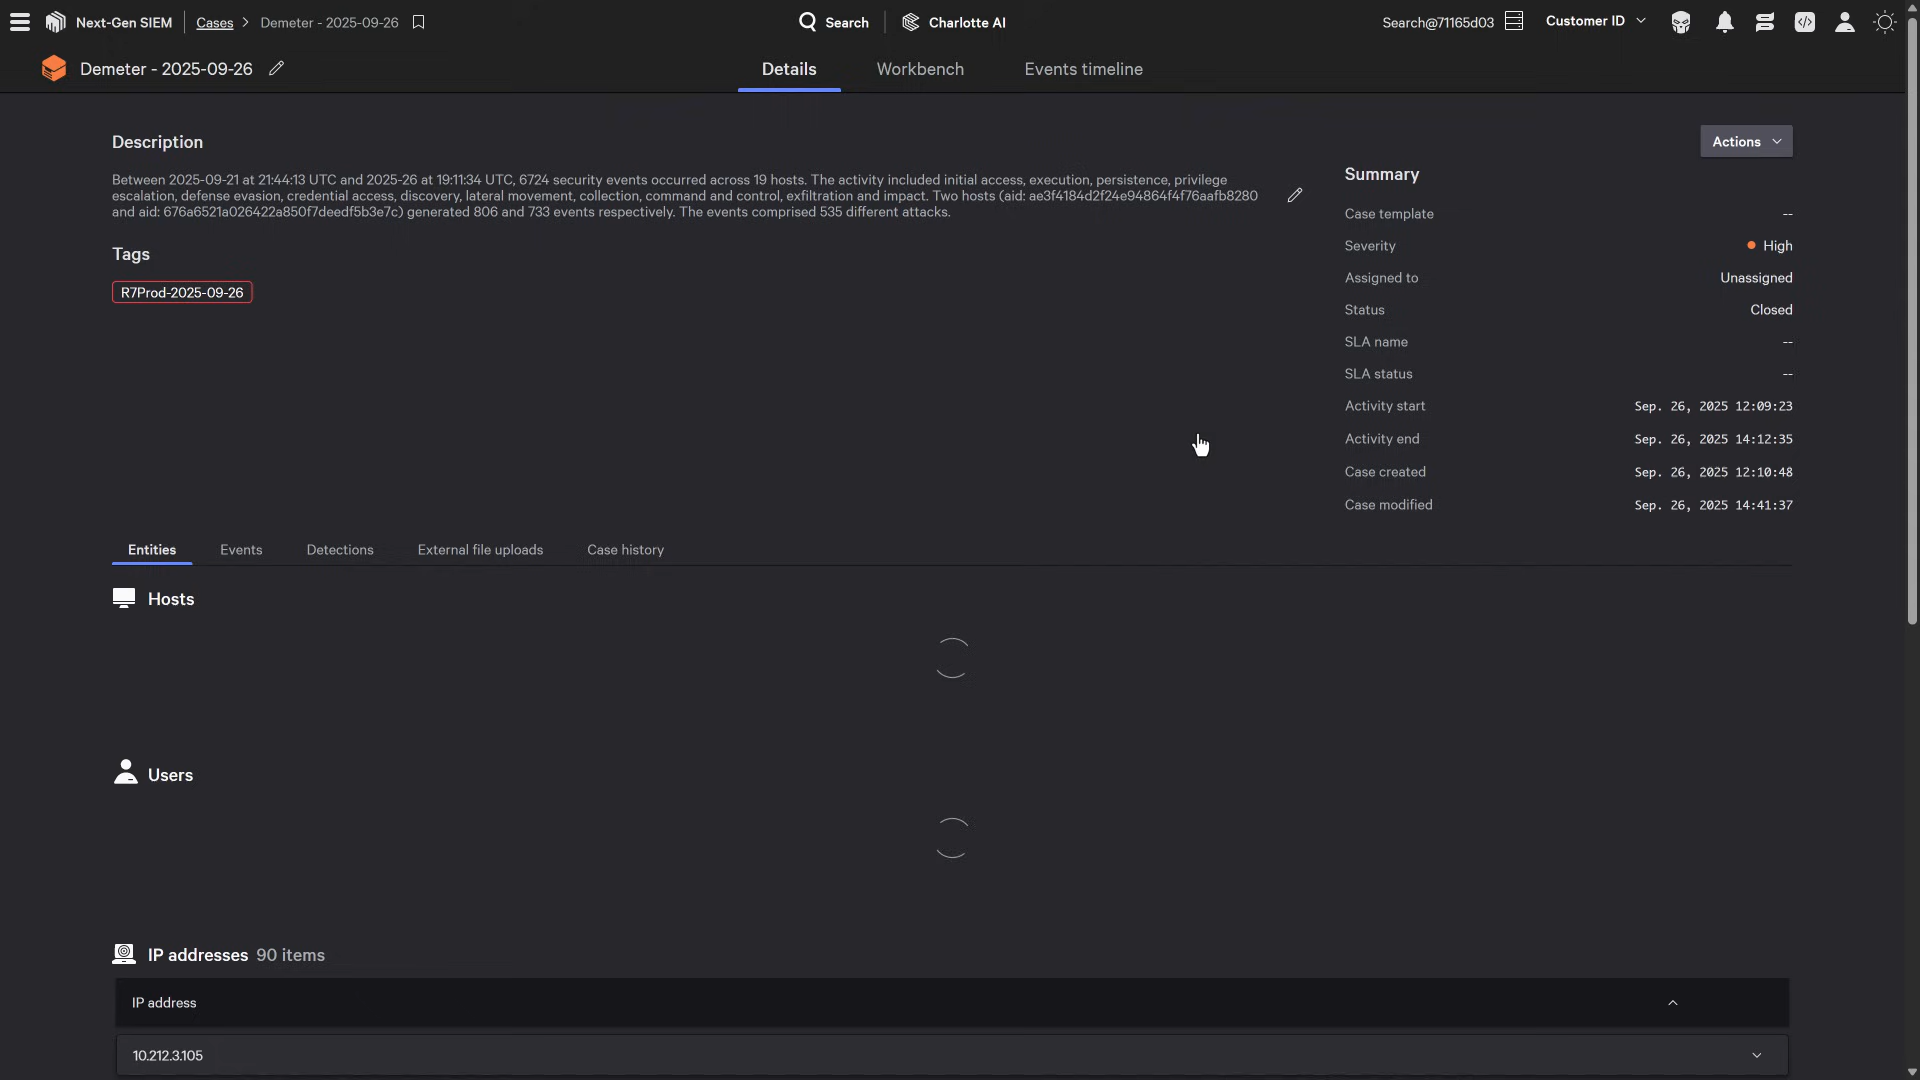 Next-Gen SIEM
Cases > Demeter - 2025-09-26
Search
Charlotte AI
Search@71165d03
Customer ID
Demeter - 2025-09-26
Details
Workbench
Events timeline
Description
Actions
Between 2025-09-21 at 21:44:13 UTC and 2025-26 at 19:11:34 UTC, 6724 security events occurred across 19 hosts. The activity included initial access, execution, persistence, privilege
escalation, defense evasion, credential access, discovery, lateral movement, collection, command and control, exfiltration and impact. Two hosts (aid: ae3f4184d2f24e94864f4f76aafb8280
and aid: 676a6521a026422a850f7deedf5b3e7c) generated 806 and 733 events respectively. The events comprised 535 different attacks.
Tags
R7Prod-2025-09-26
Summary
Case template --
Severity High
Assigned to Unassigned
Status Closed
SLA name --
SLA status --
Activity start Sep. 26, 2025 12:09:23
Activity end Sep. 26, 2025 14:12:35
Case created Sep. 26, 2025 12:10:48
Case modified Sep. 26, 2025 14:41:37
Entities
Events
Detections
External file uploads
Case history
Hosts
Users
IP addresses 90 items
IP address
10.212.3.105